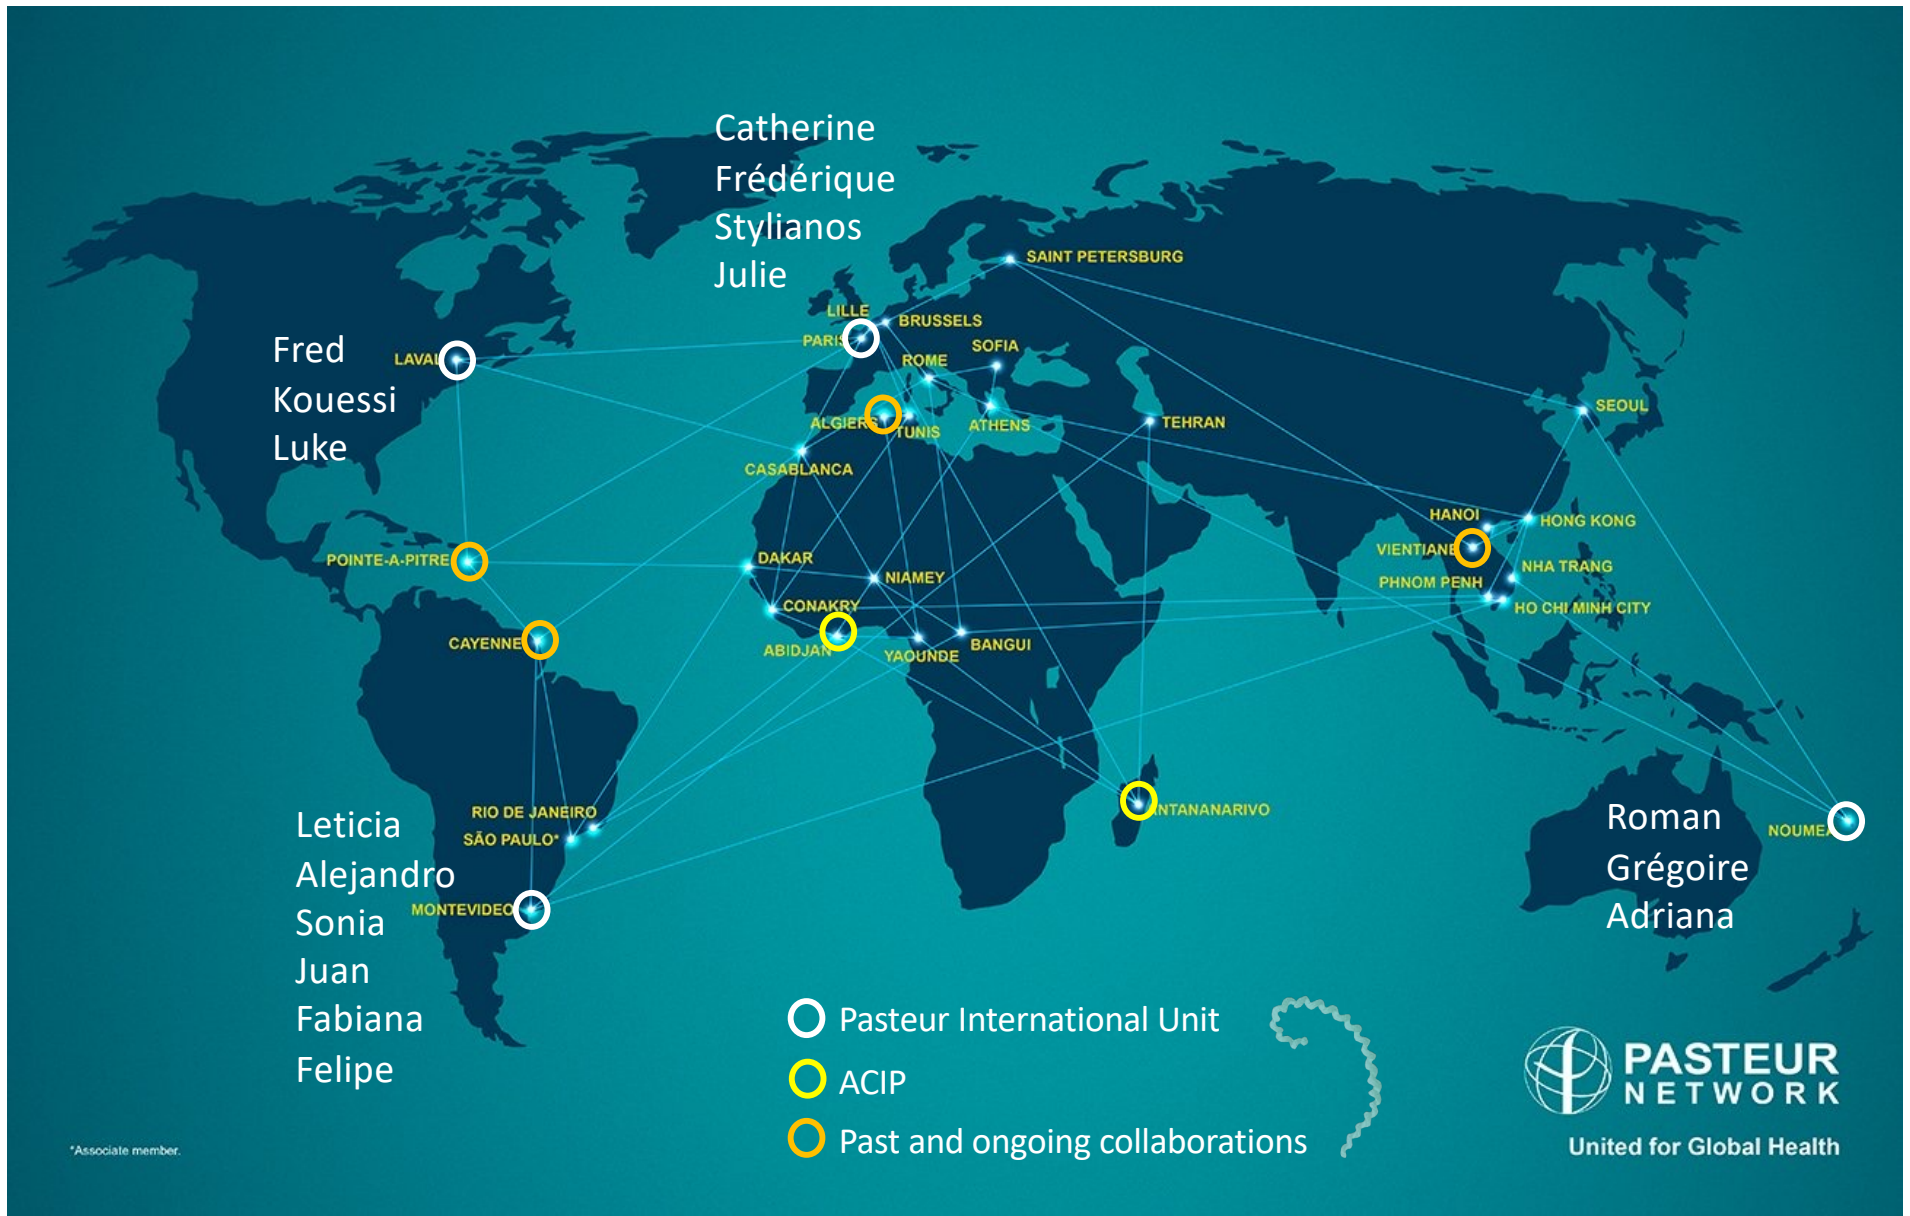 Catherine
Frédérique
Stylianos
Julie
SAINT PETERSBURG
LILLE
BRUSSELS
PARIS
SOFIA
ROME
Fred
Kouessi
Luke
LAVAL
ALGIERS
TUNIS
ATHENS
TEHRAN
SEOUL
CASABLANCA
HANOI
HONG KONG
VIENTIANE
POINTE-A-PITRE
DAKAR
NIAMEY
NHA TRANG
PHNOM PENH
CONAKRY
HO CHI MINH CITY
CAYENNE
ABIDJAN
YAOUNDE
BANGUI
ANTANANARIVO
RIO DE JANEIRO
SÃO PAULO*
MONTEVIDEO
NOUMEA
Leticia
Alejandro
Sonia
Juan
Fabiana
Felipe
Roman
Grégoire
Adriana
Pasteur International Unit
ACIP
Past and ongoing collaborations
PASTEUR
NETWORK
United for Global Health
*Associate member.